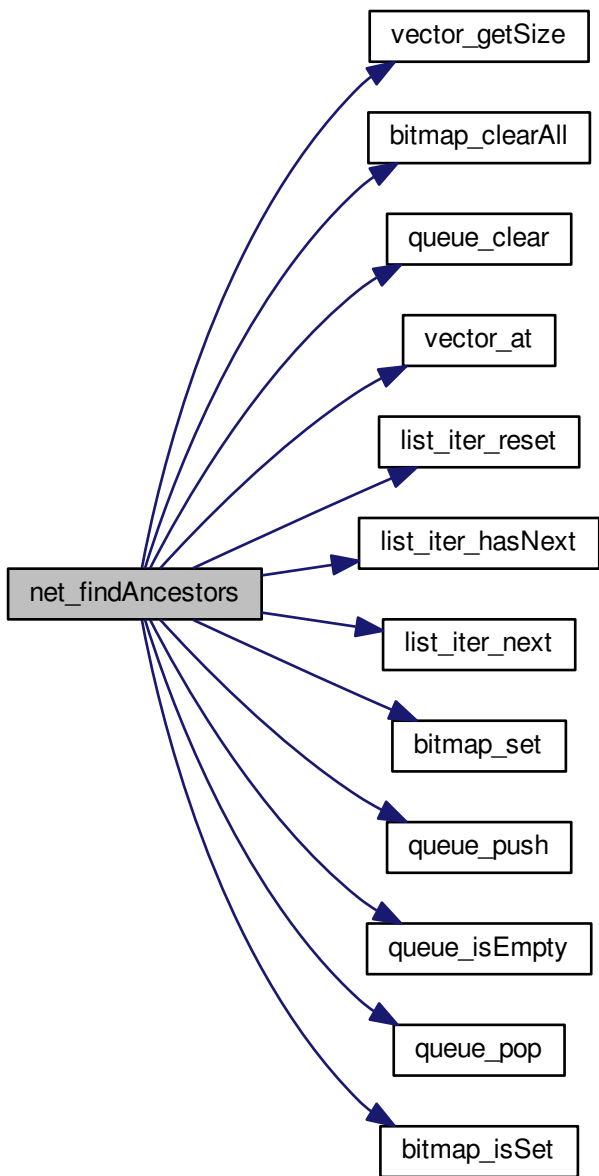 vector_getSize
bitmap_clearAll
queue_clear
vector_at
list_iter_reset
list_iter_hasNext
net_findAncestors
list_iter_next
bitmap_set
queue_push
queue_isEmpty
queue_pop
bitmap_isSet